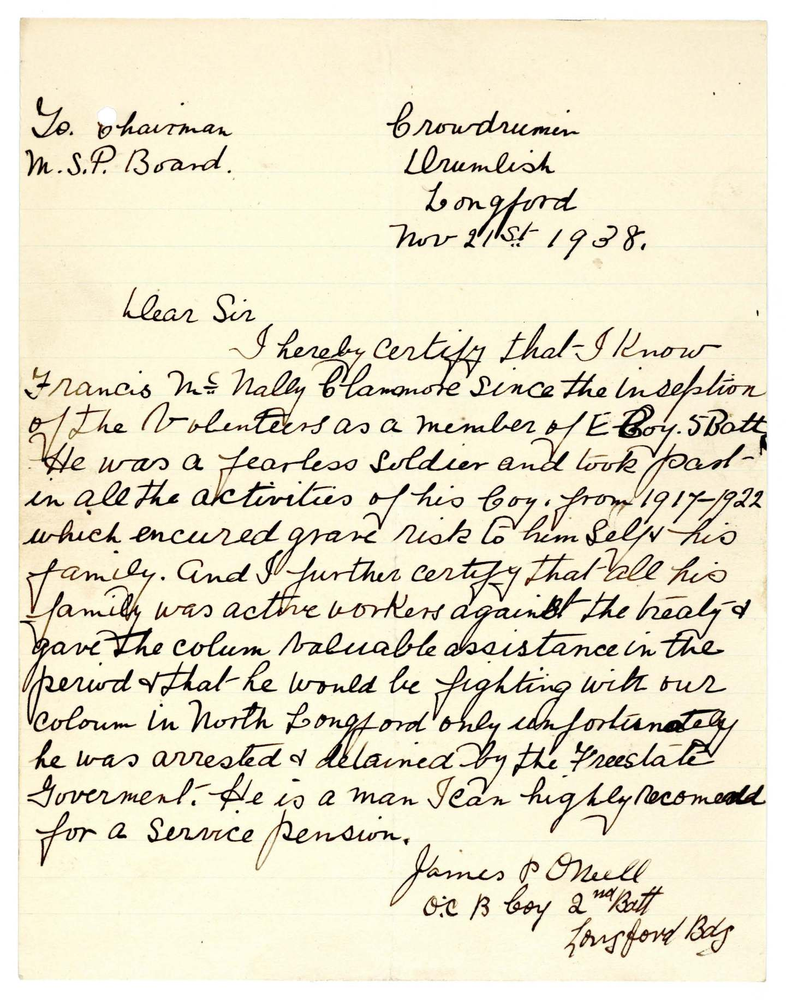 To. Chairman
M.S.P. Board.
Crowdrumin
Drumlish
Longford
Nov 21st 1938.
Dear Sir
I hereby certify that I know
Francis Mc Nally Clanmore since the inseption
of the Volenteers as a member of E Coy. 5 Batt,
He was a fearless soldier and took part
in all the activities of his Coy. from 1917-1922
which encured grave risk to him self & his
family. And I further certify that all his
family was active workers against the treaty &
gave the colum valuable assistance in the
period & that he would be fighting with our
coloum in North Longford only unfortunately
he was arrested & detained by the Freestate
Goverment. He is a man I can highly recomend
for a service pension.
James P ONeill
O.C B Coy 2nd Batt
Longford Bdg